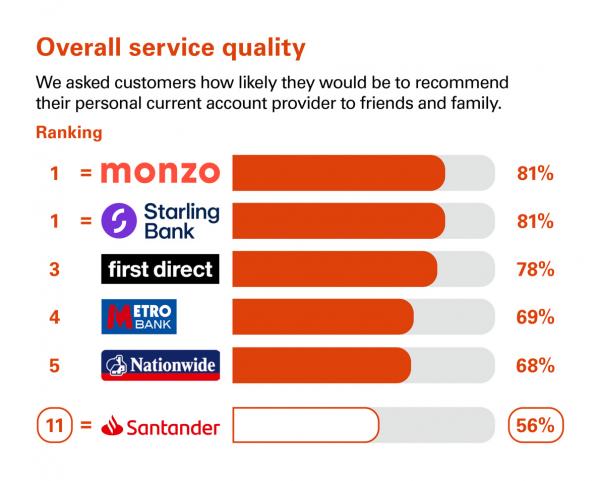 Overall service quality
We asked customers how likely they would be to recommend
their personal current account provider to friends and family.
Ranking
1 = monzo 81%
1 = Starling Bank 81%
3 first direct 78%
4 METRO BANK 69%
5 Nationwide 68%
11 = Santander 56%